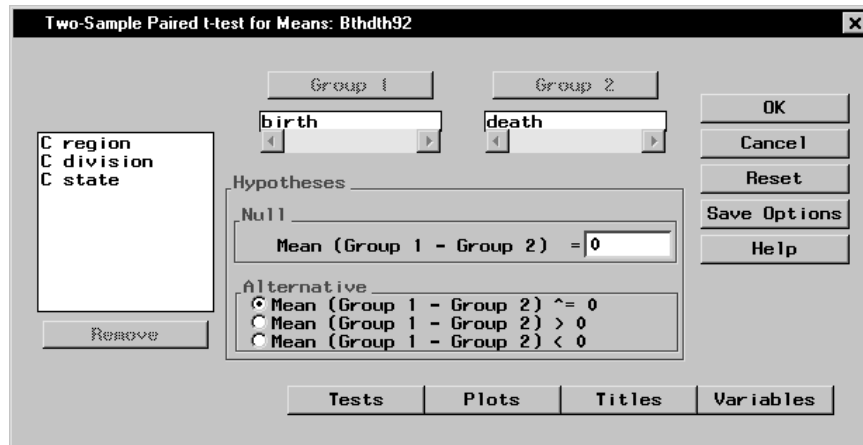 Two-Sample Paired t-test for Means: Bthdth92
Group 1
Group 2
birth
death
C region
C division
C state
Hypotheses
Null
Mean (Group 1 - Group 2) = 0
Alternative
Mean (Group 1 - Group 2) ^= 0
Mean (Group 1 - Group 2) > 0
Mean (Group 1 - Group 2) < 0
Remove
OK
Cancel
Reset
Save Options
Help
Tests
Plots
Titles
Variables